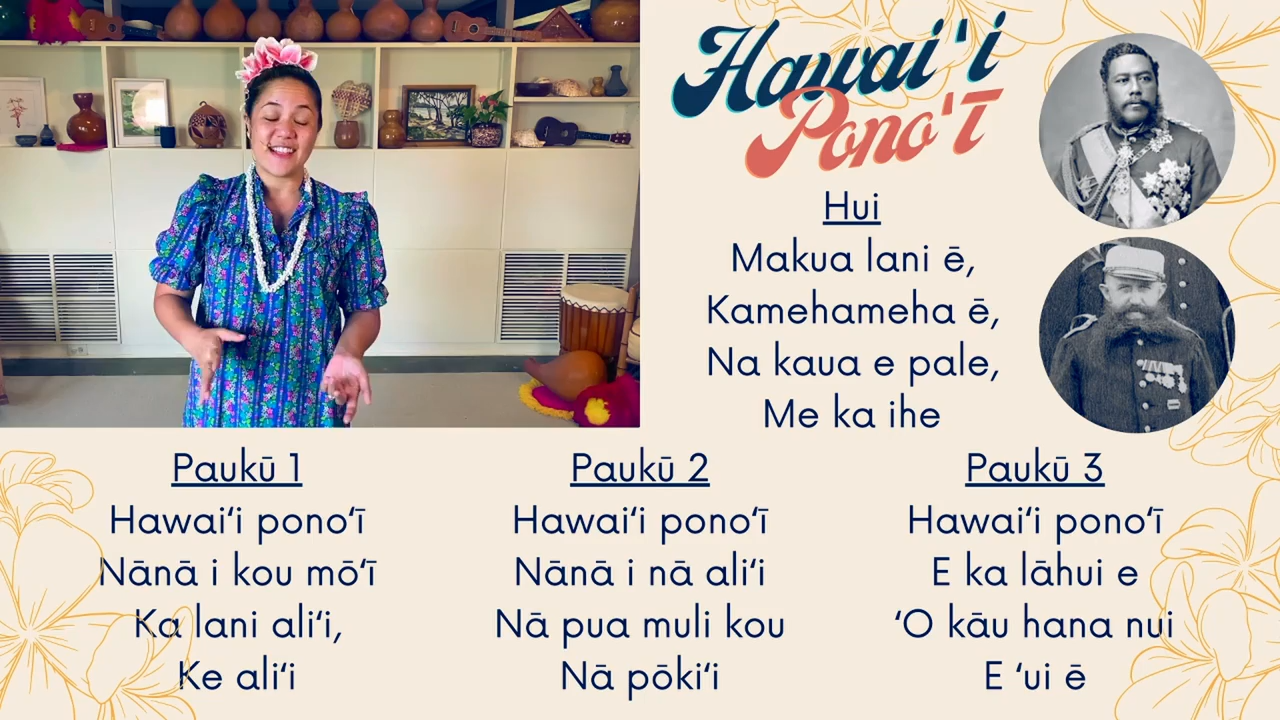 Hawaiʻi
Ponoʻī
Hui
Makua lani ē,
Kamehameha ē,
Na kaua e pale,
Me ka ihe
Paukū 1
Hawaiʻi ponoʻī
Nānā i kou mōʻī
Ka lani aliʻi,
Ke aliʻi
Paukū 2
Hawaiʻi ponoʻī
Nānā i nā aliʻi
Nā pua muli kou
Nā pōkiʻi
Paukū 3
Hawaiʻi ponoʻī
E ka lāhui e
ʻO kāu hana nui
E ʻui ē